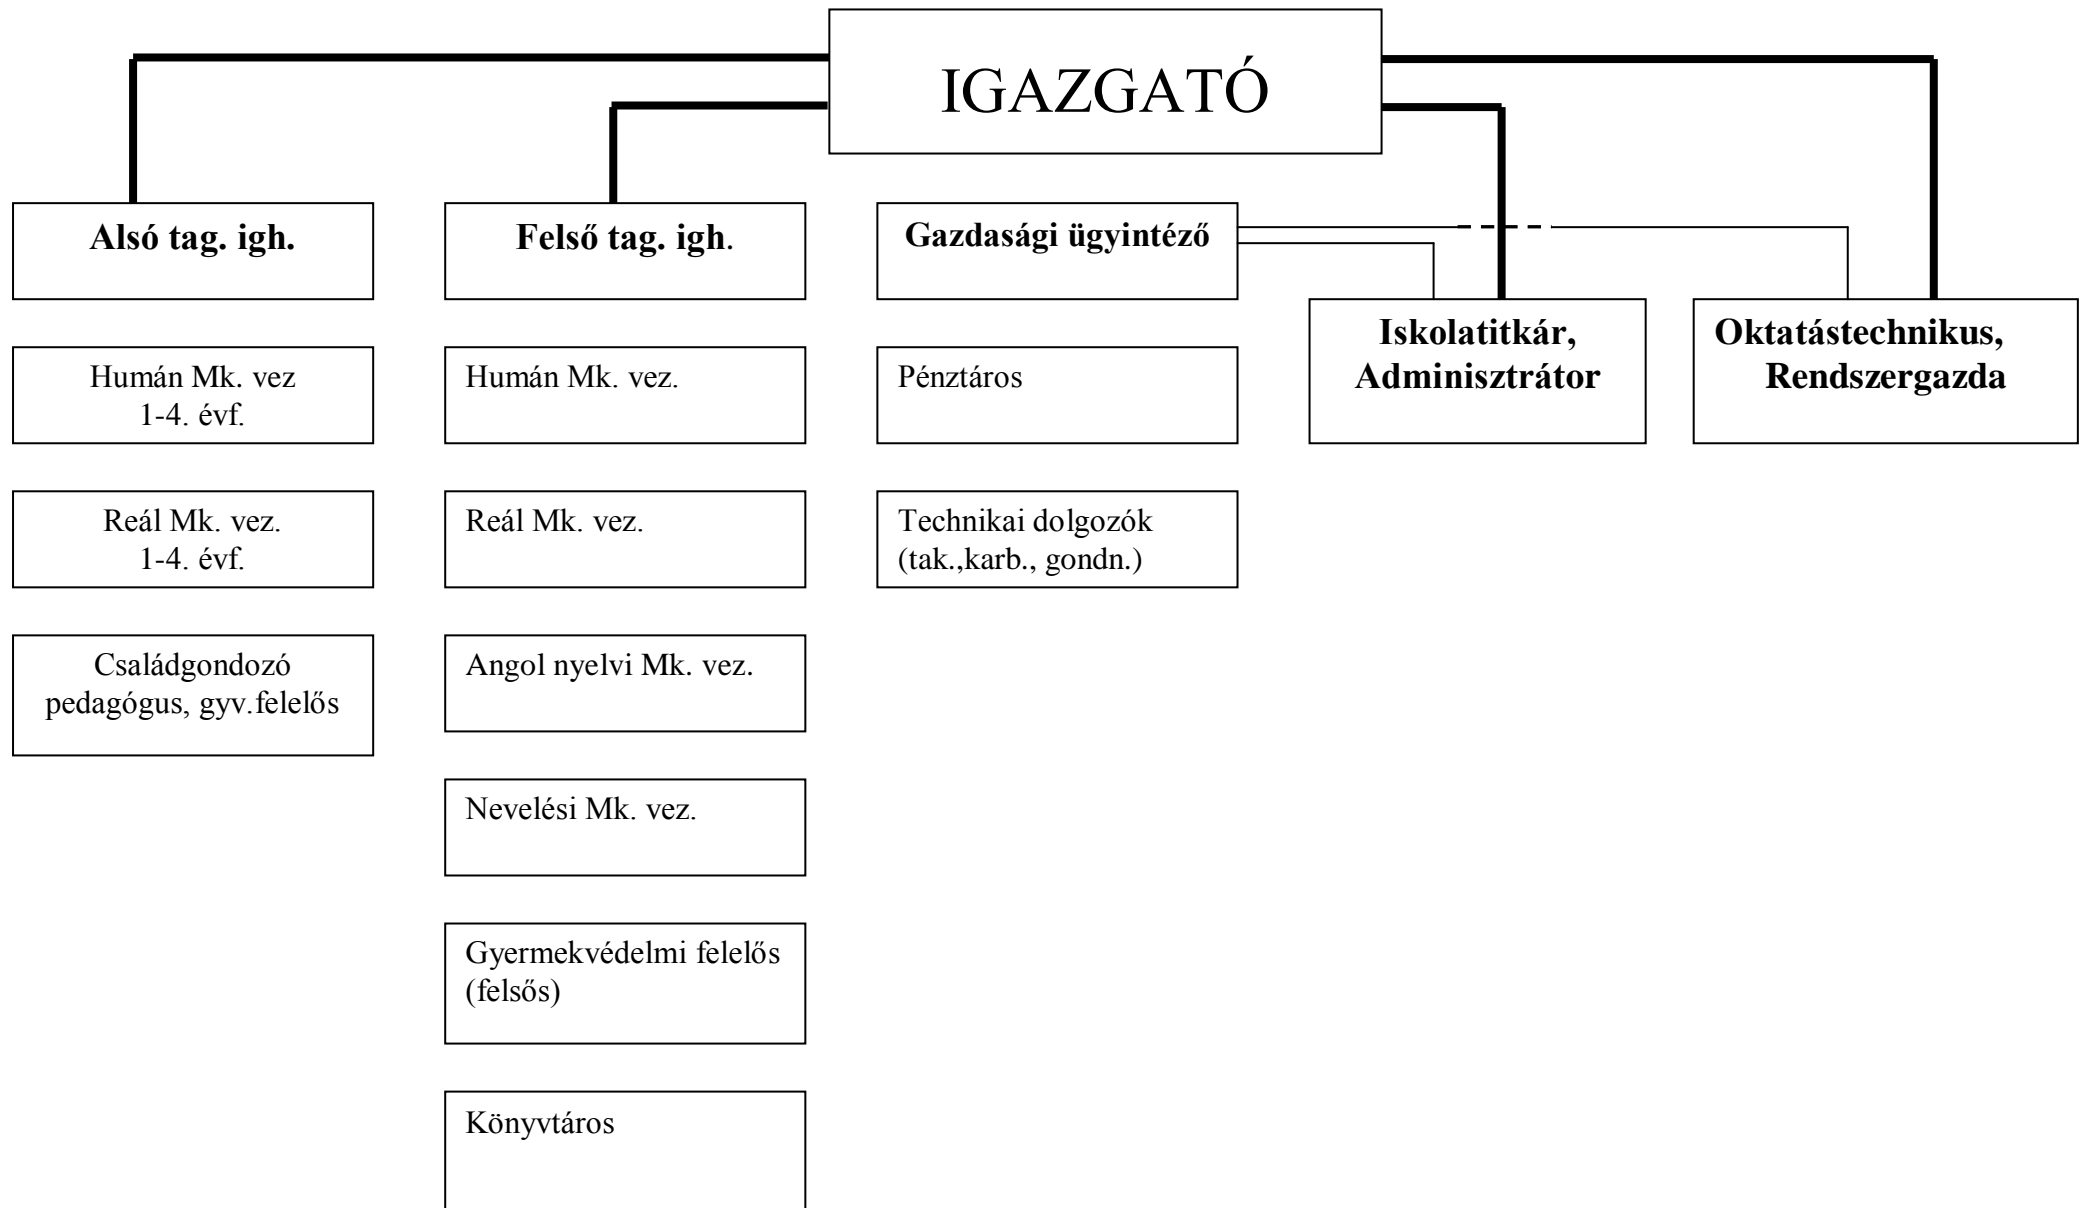 IGAZGATÓ
Alsó tag. igh.
Felső tag. igh.
Gazdasági ügyintéző
Iskolatitkár,
Adminisztrátor
Oktatástechnikus,
Rendszergazda
Humán Mk. vez
1-4. évf.
Humán Mk. vez.
Pénztáros
Reál Mk. vez.
1-4. évf.
Reál Mk. vez.
Technikai dolgozók
(tak.,karb., gondn.)
Családgondozó
pedagógus, gyv.felelős
Angol nyelvi Mk. vez.
Nevelési Mk. vez.
Gyermekvédelmi felelős
(felsős)
Könyvtáros